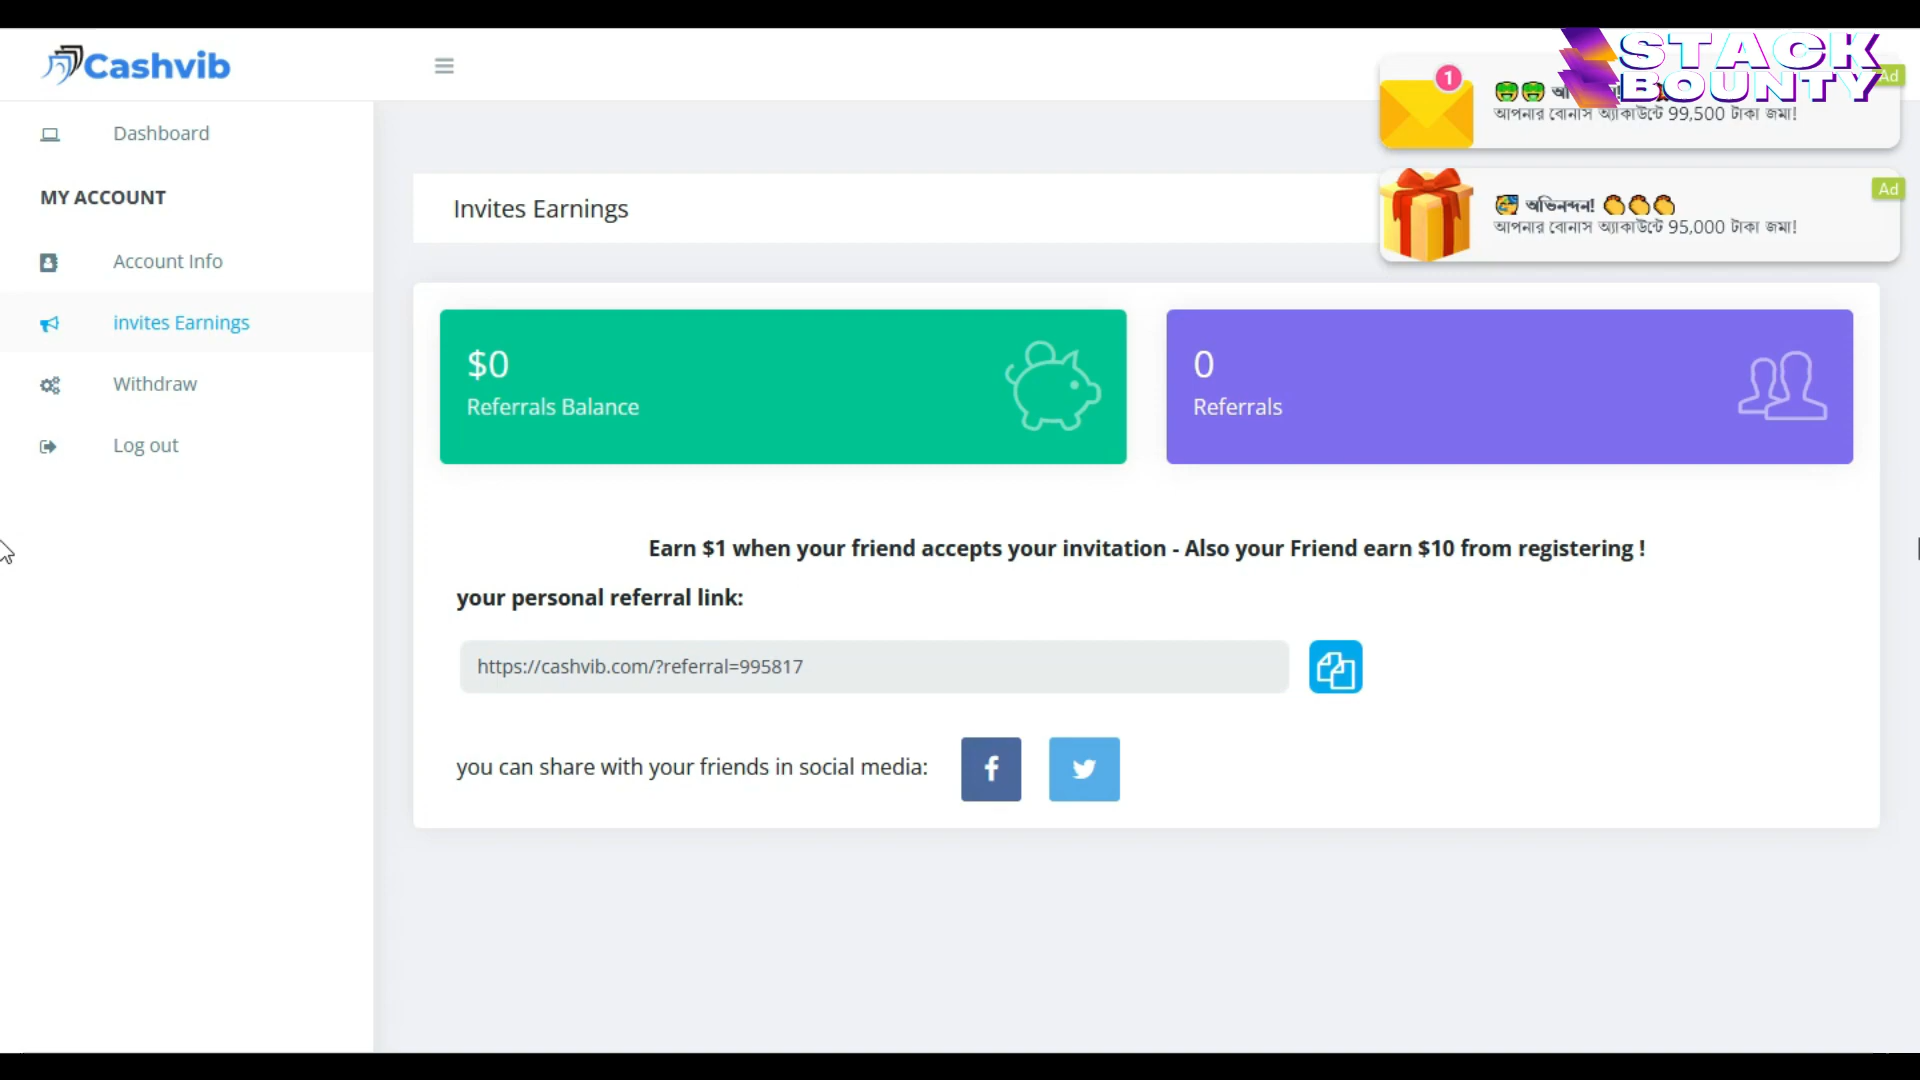 Cashvib
STACK
BOUNTY
1
Ad
আপনার বোনাস অ্যাকাউন্টে 99,500 টাকা জমা!
Ad
অভিনন্দন!
আপনার বোনাস অ্যাকাউন্টে 95,000 টাকা জমা!
Dashboard
MY ACCOUNT
Account Info
invites Earnings
Withdraw
Log out
Invites Earnings
$0
Referrals Balance
0
Referrals
Earn $1 when your friend accepts your invitation - Also your Friend earn $10 from registering !
your personal referral link:
https://cashvib.com/?referral=995817
you can share with your friends in social media: